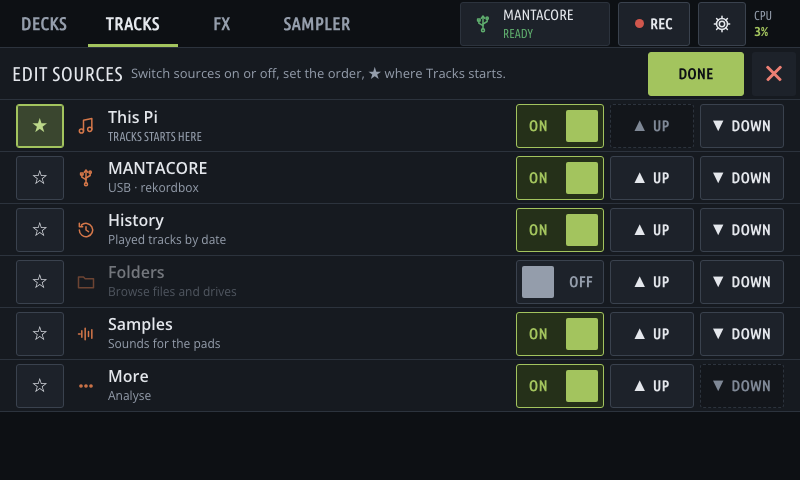 DECKS TRACKS FX SAMPLER MANTACORE READY REC CPU 3%
EDIT SOURCES Switch sources on or off, set the order, ★ where Tracks starts. DONE ✕
★ This Pi ON ▲ UP ▼ DOWN
TRACKS STARTS HERE
☆ MANTACORE ON ▲ UP ▼ DOWN
USB · rekordbox
☆ History ON ▲ UP ▼ DOWN
Played tracks by date
☆ Folders OFF ▲ UP ▼ DOWN
Browse files and drives
☆ Samples ON ▲ UP ▼ DOWN
Sounds for the pads
☆ More ON ▲ UP ▼ DOWN
Analyse